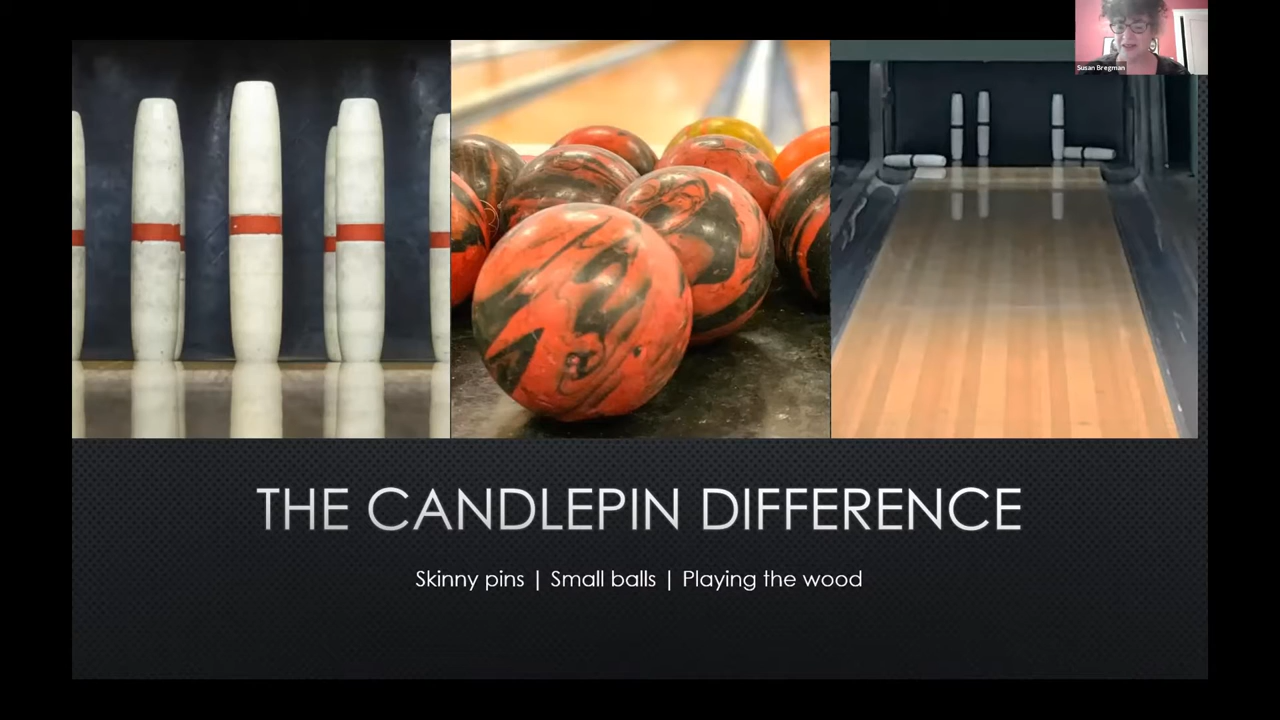 Susan Bregman
THE CANDLEPIN DIFFERENCE
Skinny pins | Small balls | Playing the wood